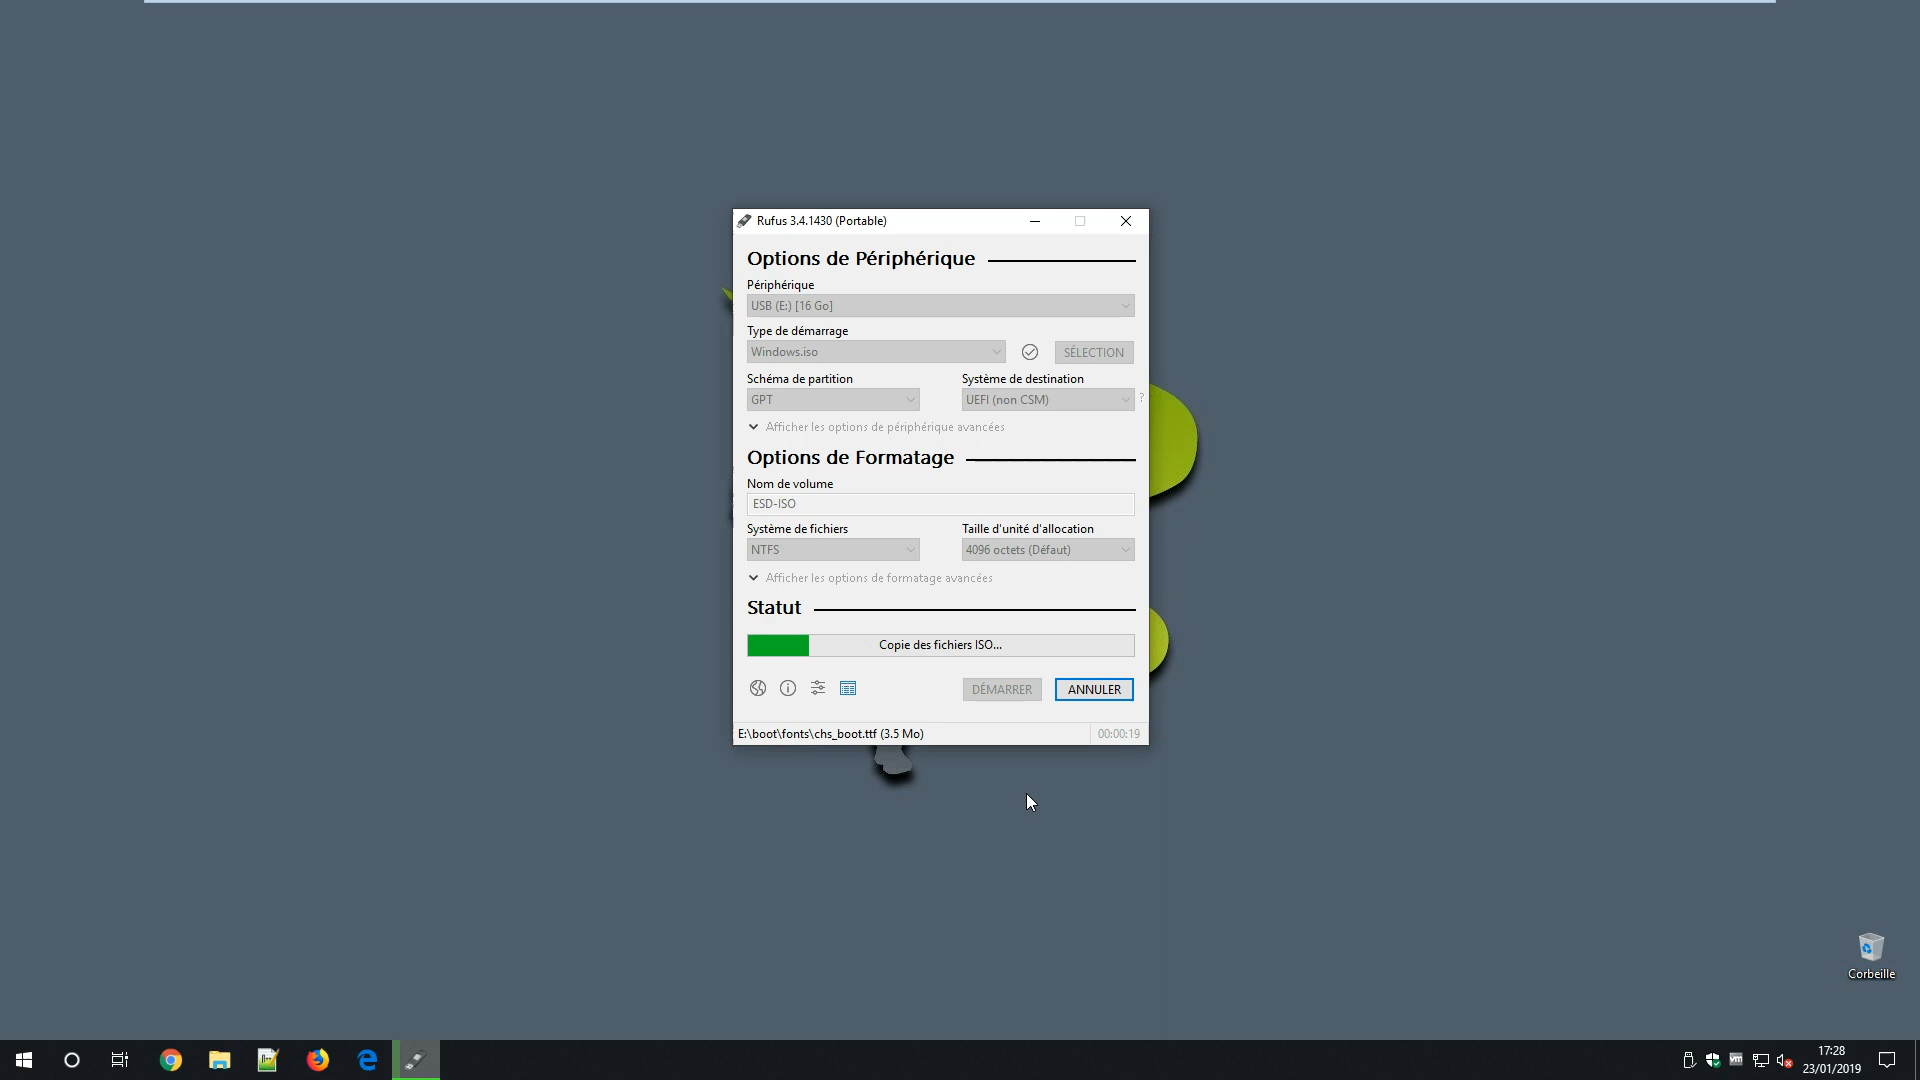 Rufus 3.4.1430 (Portable)
Options de Périphérique
Périphérique
USB (E:) [16 Go]
Type de démarrage
Windows.iso
SÉLECTION
Schéma de partition
Système de destination
GPT
UEFI (non CSM)
?
Afficher les options de périphérique avancées
Options de Formatage
Nom de volume
ESD-ISO
Système de fichiers
Taille d'unité d'allocation
NTFS
4096 octets (Défaut)
Afficher les options de formatage avancées
Statut
Copie des fichiers ISO...
DÉMARRER
ANNULER
E:\boot\fonts\chs_boot.ttf (3.5 Mo)
00:00:19
Corbeille
vm
17:28
23/01/2019